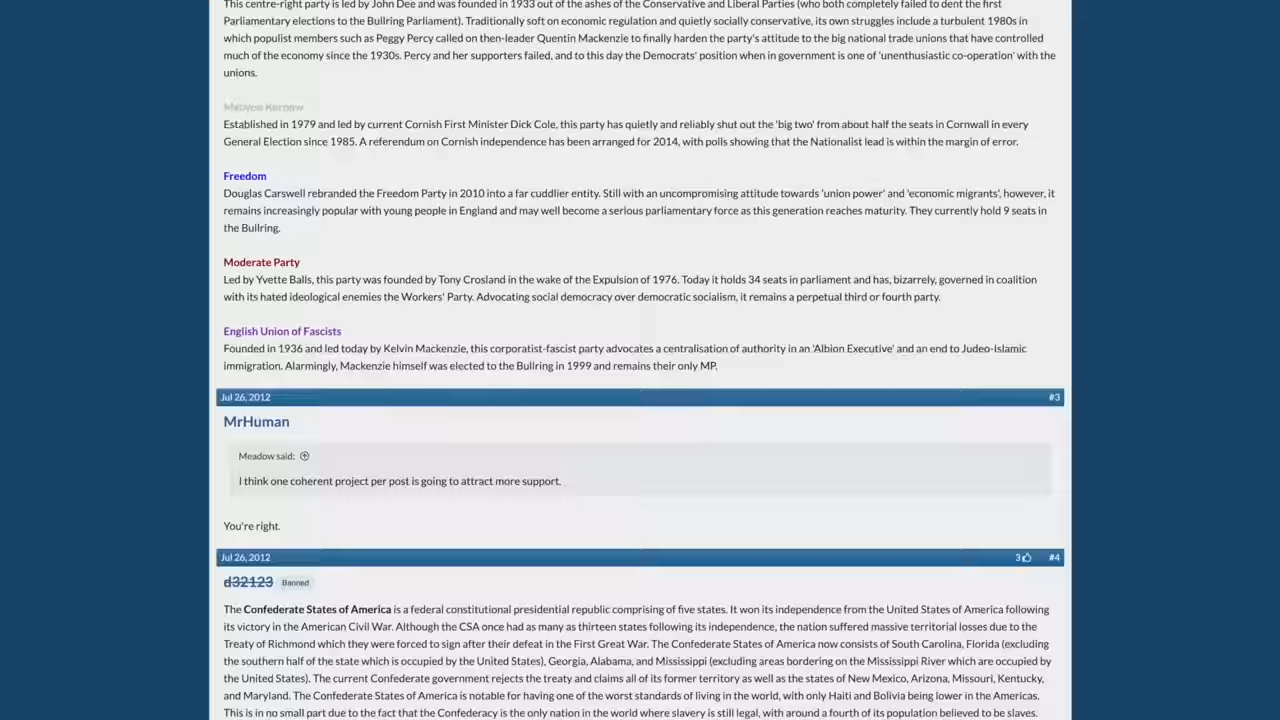 This centre-right party is led by John Dee and was founded in 1933 out of the ashes of the Conservative and Liberal Parties (who both completely failed to dent the first
Parliamentary elections to the Bullring Parliament). Traditionally soft on economic regulation and quietly socially conservative, its own struggles include a turbulent 1980s in
which populist members such as Peggy Percy called on then-leader Quentin Mackenzie to finally harden the party's attitude to the big national trade unions that have controlled
much of the economy since the 1930s. Percy and her supporters failed, and to this day the Democrats' position when in government is one of 'unenthusiastic co-operation' with the
unions.
Mebyon Kernow
Established in 1979 and led by current Cornish First Minister Dick Cole, this party has quietly and reliably shut out the 'big two' from about half the seats in Cornwall in every
General Election since 1985. A referendum on Cornish independence has been arranged for 2014, with polls showing that the Nationalist lead is within the margin of error.
Freedom
Douglas Carswell rebranded the Freedom Party in 2010 into a far cuddlier entity. Still with an uncompromising attitude towards 'union power' and 'economic migrants', however, it
remains increasingly popular with young people in England and may well become a serious parliamentary force as this generation reaches maturity. They currently hold 9 seats in
the Bullring.
Moderate Party
Led by Yvette Balls, this party was founded by Tony Crosland in the wake of the Expulsion of 1976. Today it holds 34 seats in parliament and has, bizarrely, governed in coalition
with its hated ideological enemies the Workers' Party. Advocating social democracy over democratic socialism, it remains a perpetual third or fourth party.
English Union of Fascists
Founded in 1936 and led today by Kelvin Mackenzie, this corporatist-fascist party advocates a centralisation of authority in an 'Albion Executive' and an end to Judeo-Islamic
immigration. Alarmingly, Mackenzie himself was elected to the Bullring in 1999 and remains their only MP.
Jul 26, 2012 #3
MrHuman
Meadow said:
I think one coherent project per post is going to attract more support.
You're right.
Jul 26, 2012 3 #4
d32123 Banned
The Confederate States of America is a federal constitutional presidential republic comprising of five states. It won its independence from the United States of America following
its victory in the American Civil War. Although the CSA once had as many as thirteen states following its independence, the nation suffered massive territorial losses due to the
Treaty of Richmond which they were forced to sign after their defeat in the First Great War. The Confederate States of America now consists of South Carolina, Florida (excluding
the southern half of the state which is occupied by the United States), Georgia, Alabama, and Mississippi (excluding areas bordering on the Mississippi River which are occupied by
the United States). The current Confederate government rejects the treaty and claims all of its former territory as well as the states of New Mexico, Arizona, Missouri, Kentucky,
and Maryland. The Confederate States of America is notable for having one of the worst standards of living in the world, with only Haiti and Bolivia being lower in the Americas.
This is in no small part due to the fact that the Confederacy is the only nation in the world where slavery is still legal, with around a fourth of its population believed to be slaves.